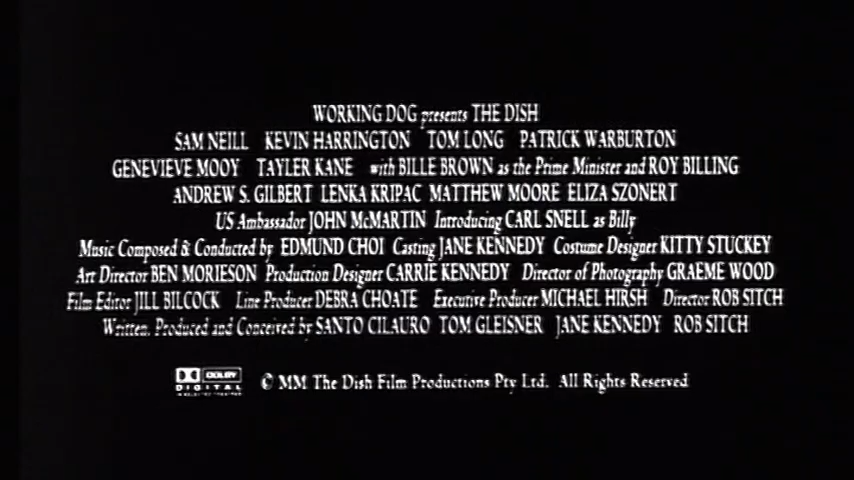 WORKING DOG presents THE DISH
SAM NEILL KEVIN HARRINGTON TOM LONG PATRICK WARBURTON
GENEVIEVE MOOY TAYLER KANE with BILLE BROWN as the Prime Minister and ROY BILLING
ANDREW S. GILBERT LENKA KRIPAC MATTHEW MOORE ELIZA SZONERT
US Ambassador JOHN McMARTIN Introducing CARL SNELL as Billy
Music Composed & Conducted by EDMUND CHOI Casting JANE KENNEDY Costume Designer KITTY STUCKEY
Art Director BEN MORIESON Production Designer CARRIE KENNEDY Director of Photography GRAEME WOOD
Film Editor JILL BILCOCK Line Producer DEBRA CHOATE Executive Producer MICHAEL HIRSH Director ROB SITCH
Written, Produced and Conceived by SANTO CILAURO TOM GLEISNER JANE KENNEDY ROB SITCH
DOLBY
DIGITAL
IN SELECTED THEATRES
© MM The Dish Film Productions Pty Ltd. All Rights Reserved